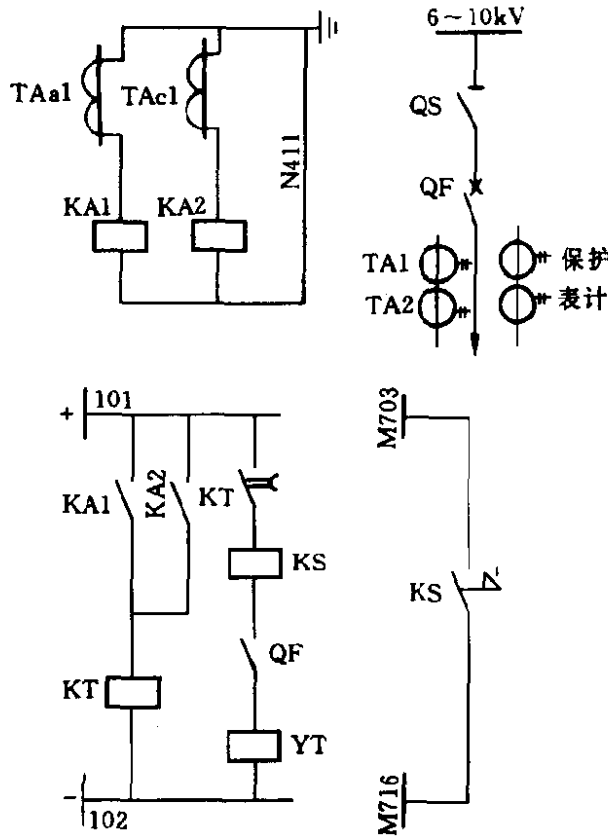 TAa1
TAc1
N411
KA1
KA2
6～10kV
QS
QF
TA1
保护
TA2
表计
+
101
KA1
KA2
KT
KS
QF
KT
YT
-
102
M703
KS
M716